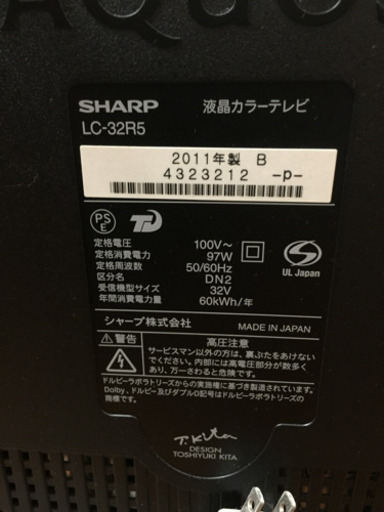 AQUOS
SHARP 液晶カラーテレビ
LC-32R5
2011年製 B
4323212 -p-
PS
E
定格電圧 100V~
定格消費電力 97W
定格周波数 50/60Hz
区分名 DN2
受信機型サイズ 32V
年間消費電力量 60kWh/年
UL Japan
シャープ株式会社 MADE IN JAPAN
警告 高圧注意
サービスマン以外の方は、裏ぶたをあけないでください。内部には高電圧部分が数多くあり、万一さわると危険です。
ドルビーラボラトリーズからの実施権に基づき製造されています。
Dolby、ドルビー及びダブルD記号はドルビーラボラトリーズの商標です。
T.Kita
DESIGN
TOSHIYUKI KITA